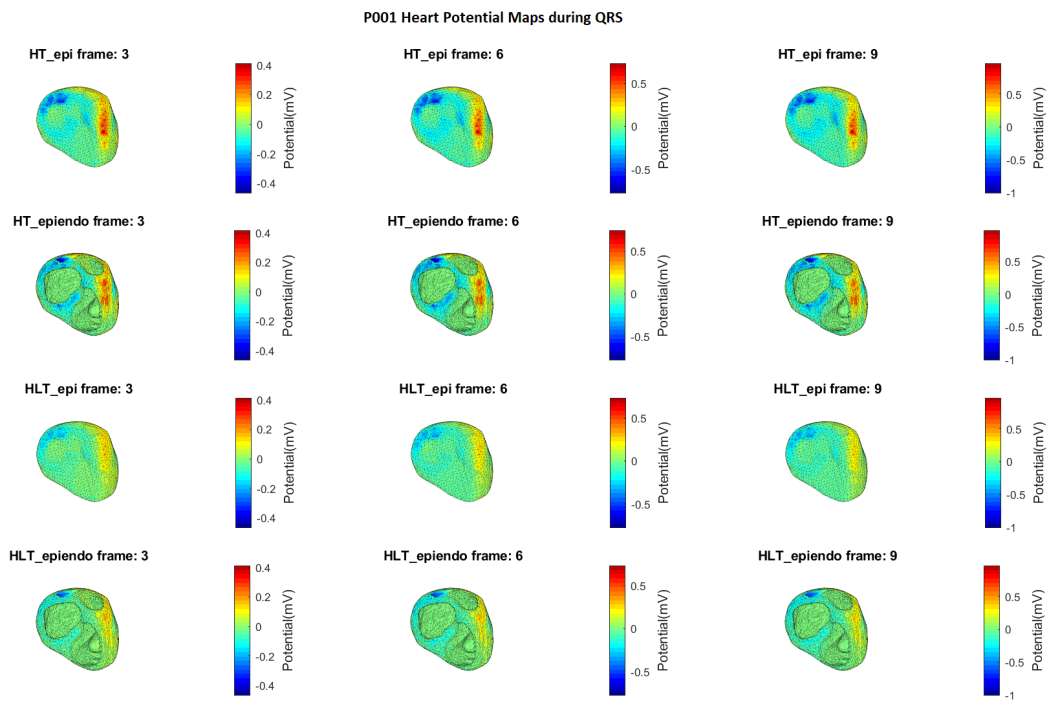 P001 Heart Potential Maps during QRS
HT_epi frame: 3
0.4
0.2
0
-0.2
-0.4
Potential(mV)
HT_epi frame: 6
0.5
0
-0.5
Potential(mV)
HT_epi frame: 9
0.5
0
-0.5
-1
Potential(mV)
HT_epiendo frame: 3
0.4
0.2
0
-0.2
-0.4
Potential(mV)
HT_epiendo frame: 6
0.5
0
-0.5
Potential(mV)
HT_epiendo frame: 9
0.5
0
-0.5
-1
Potential(mV)
HLT_epi frame: 3
0.4
0.2
0
-0.2
-0.4
Potential(mV)
HLT_epi frame: 6
0.5
0
-0.5
Potential(mV)
HLT_epi frame: 9
0.5
0
-0.5
-1
Potential(mV)
HLT_epiendo frame: 3
0.4
0.2
0
-0.2
-0.4
Potential(mV)
HLT_epiendo frame: 6
0.5
0
-0.5
Potential(mV)
HLT_epiendo frame: 9
0.5
0
-0.5
-1
Potential(mV)